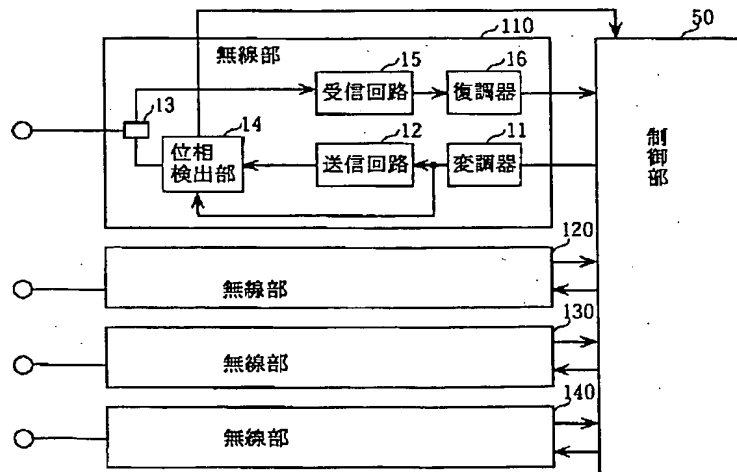 110
50
無線部
15
16
受信回路
復調器
13
14
12
11
位相
検出部
送信回路
変調器
制御部
120
無線部
130
無線部
140
無線部